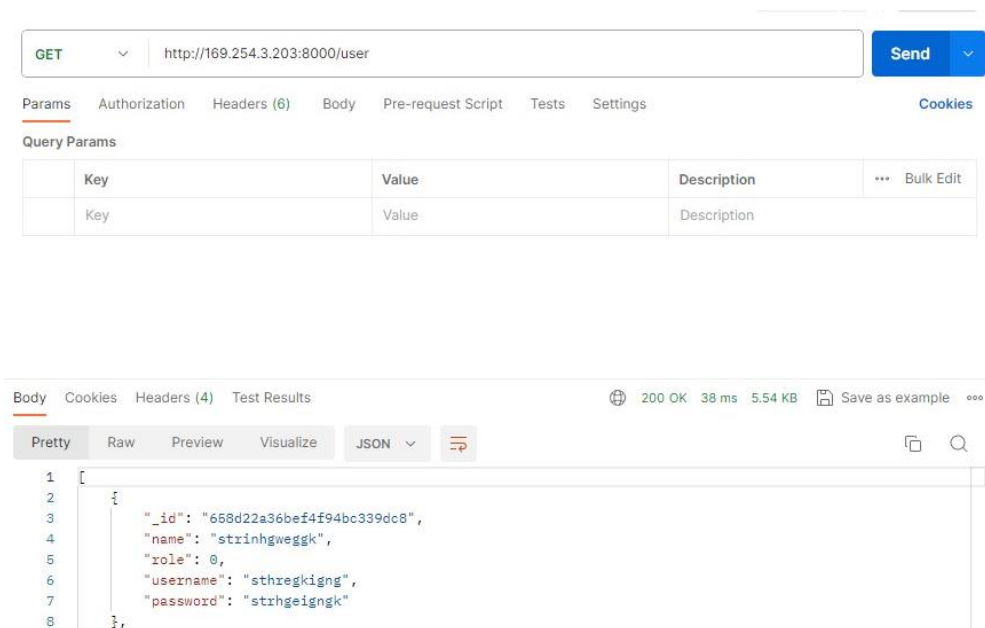 GET http://169.254.3.203:8000/user Send
Params Authorization Headers (6) Body Pre-request Script Tests Settings Cookies
Query Params
Key Value Description ••• Bulk Edit
Key Value Description
Body Cookies Headers (4) Test Results 200 OK 38 ms 5.54 KB Save as example
Pretty Raw Preview Visualize JSON
1 [
2 {
3 "_id": "658d22a36bef4f94bc339dc8",
4 "name": "strinhgweggk",
5 "role": 0,
6 "username": "sthregkigng",
7 "password": "strhgeigngk"
8 },